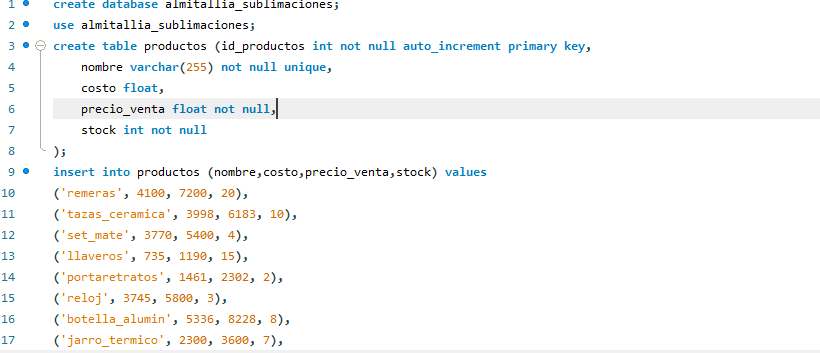 1 create database almitallia_sublimaciones;
2 use almitallia_sublimaciones;
3 create table productos (id_productos int not null auto_increment primary key,
4 nombre varchar(255) not null unique,
5 costo float,
6 precio_venta float not null,
7 stock int not null
8 );
9 insert into productos (nombre,costo,precio_venta,stock) values
10 ('remeras', 4100, 7200, 20),
11 ('tazas_ceramica', 3998, 6183, 10),
12 ('set_mate', 3770, 5400, 4),
13 ('llaveros', 735, 1190, 15),
14 ('portaretratos', 1461, 2302, 2),
15 ('reloj', 3745, 5800, 3),
16 ('botella_alumin', 5336, 8228, 8),
17 ('jarro_termico', 2300, 3600, 7),